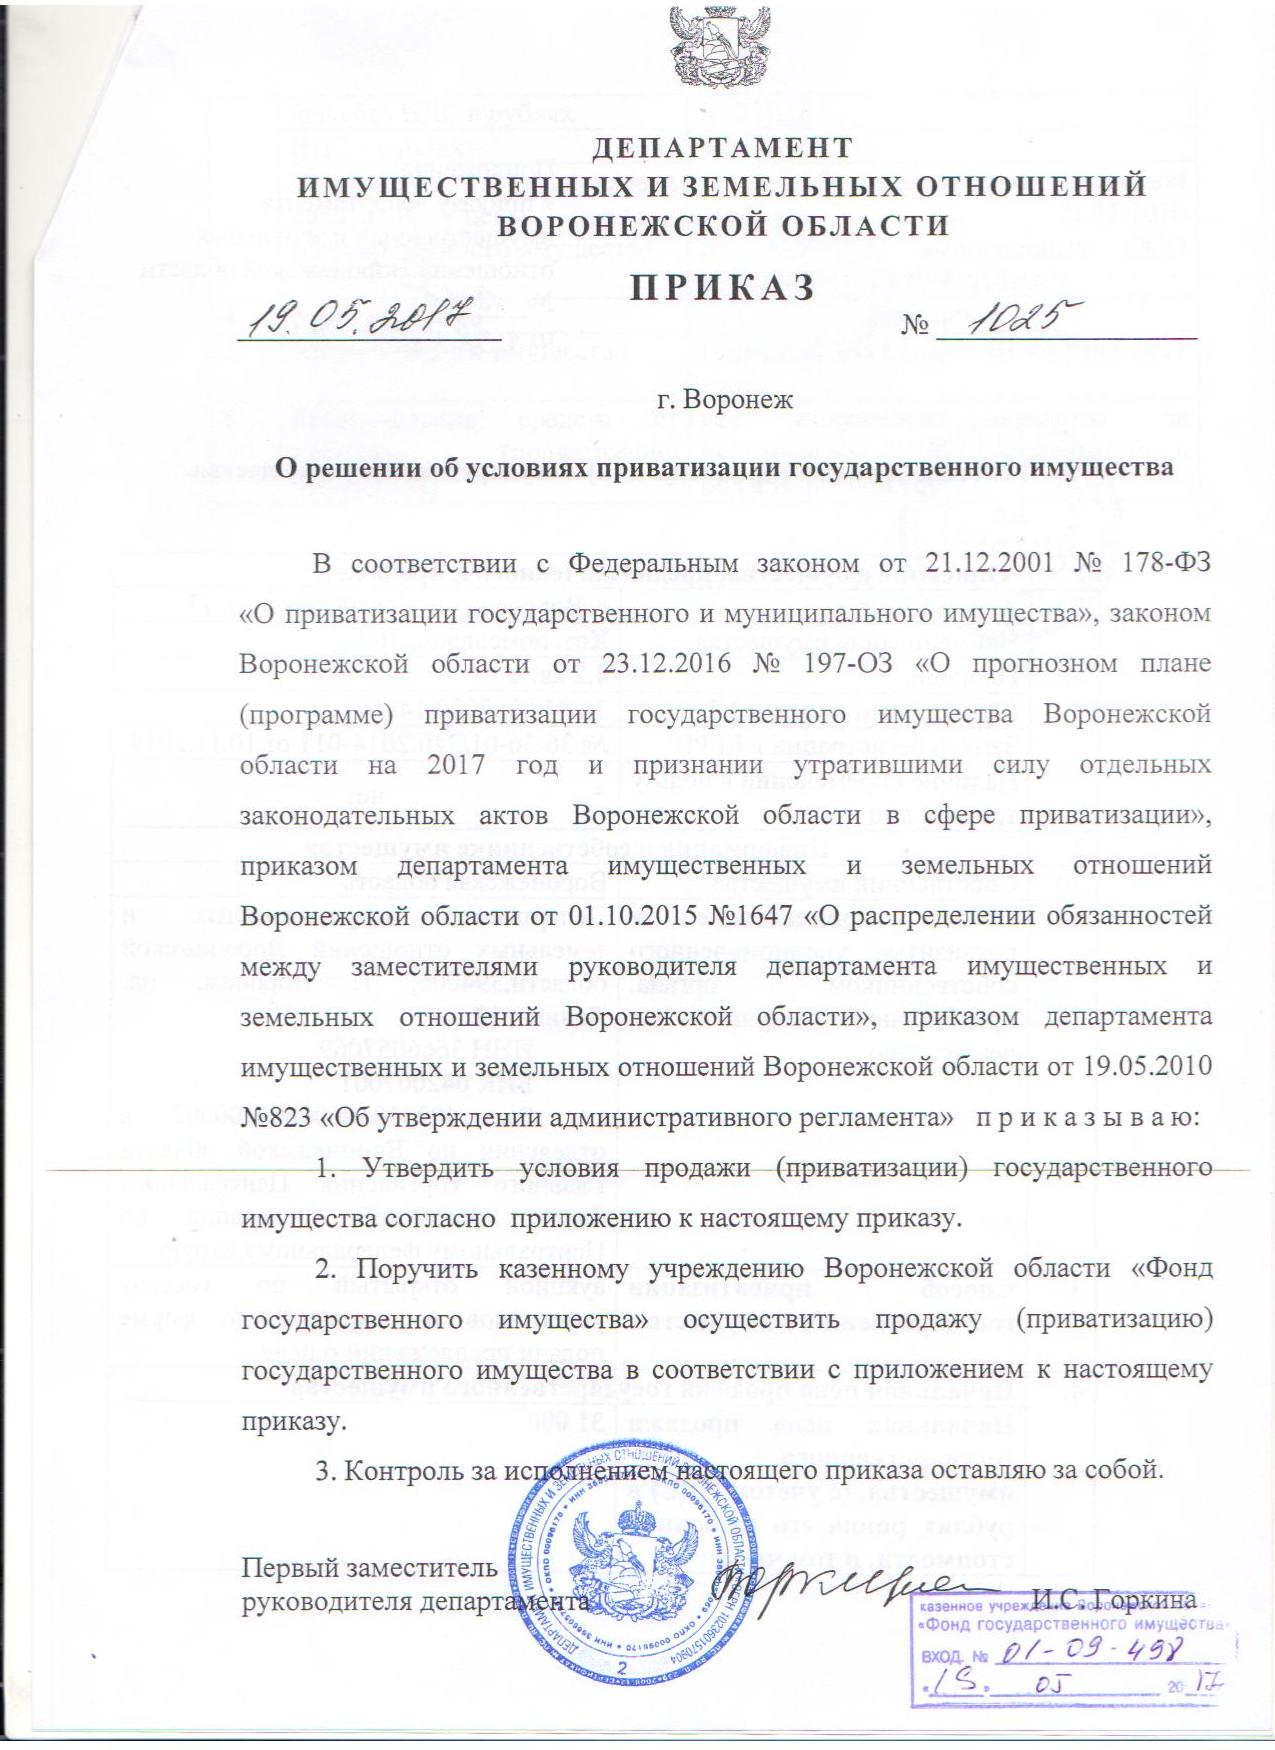 ДЕПАРТАМЕНТ
ИМУЩЕСТВЕННЫХ И ЗЕМЕЛЬНЫХ ОТНОШЕНИЙ
ВОРОНЕЖСКОЙ ОБЛАСТИ
ПРИКАЗ
19.05.2017 № 1025
г. Воронеж
О решении об условиях приватизации государственного имущества
В соответствии с Федеральным законом от 21.12.2001 № 178-ФЗ
«О приватизации государственного и муниципального имущества», законом
Воронежской области от 23.12.2016 № 197-ОЗ «О прогнозном плане
(программе) приватизации государственного имущества Воронежской
области на 2017 год и признании утратившими силу отдельных
законодательных актов Воронежской области в сфере приватизации»,
приказом департамента имущественных и земельных отношений
Воронежской области от 01.10.2015 №1647 «О распределении обязанностей
между заместителями руководителя департамента имущественных и
земельных отношений Воронежской области», приказом департамента
имущественных и земельных отношений Воронежской области от 19.05.2010
№823 «Об утверждении административного регламента» п р и к а з ы в а ю:
1. Утвердить условия продажи (приватизации) государственного
имущества согласно приложению к настоящему приказу.
2. Поручить казенному учреждению Воронежской области «Фонд
государственного имущества» осуществить продажу (приватизацию)
государственного имущества в соответствии с приложением к настоящему
приказу.
3. Контроль за исполнением настоящего приказа оставляю за собой.
Первый заместитель
руководителя департамента И.С. Горкина
казенное учреждение Воронежской
«Фонд государственного имущества»
ВХОД. № 01-09-498
«19» 05 2017
2